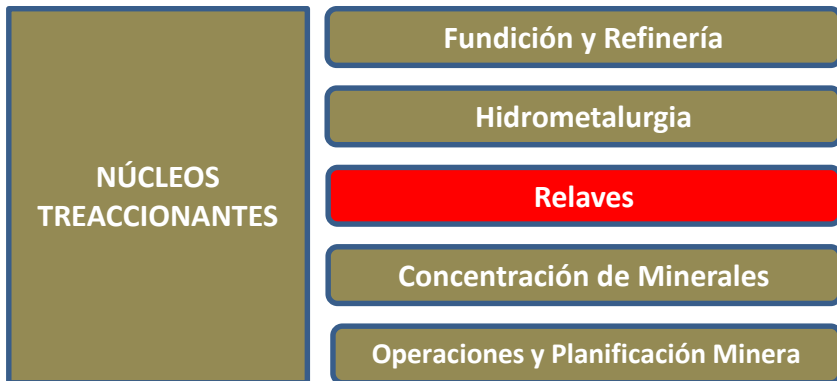 NÚCLEOS
TREACCIONANTES
Fundición y Refinería
Hidrometalurgia
Relaves
Concentración de Minerales
Operaciones y Planificación Minera